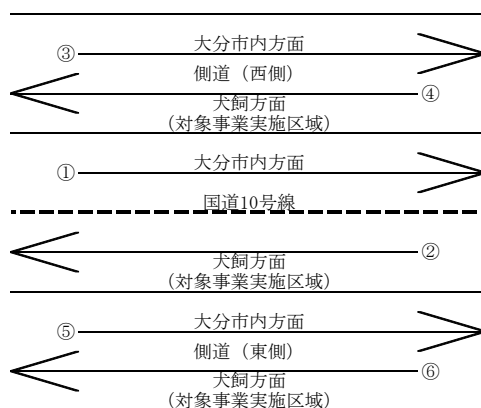 大分市内方面
③
側道（西側）
④
犬飼方面
（対象事業実施区域）
大分市内方面
①
国道10号線
②
犬飼方面
（対象事業実施区域）
大分市内方面
⑤
側道（東側）
⑥
犬飼方面
（対象事業実施区域）